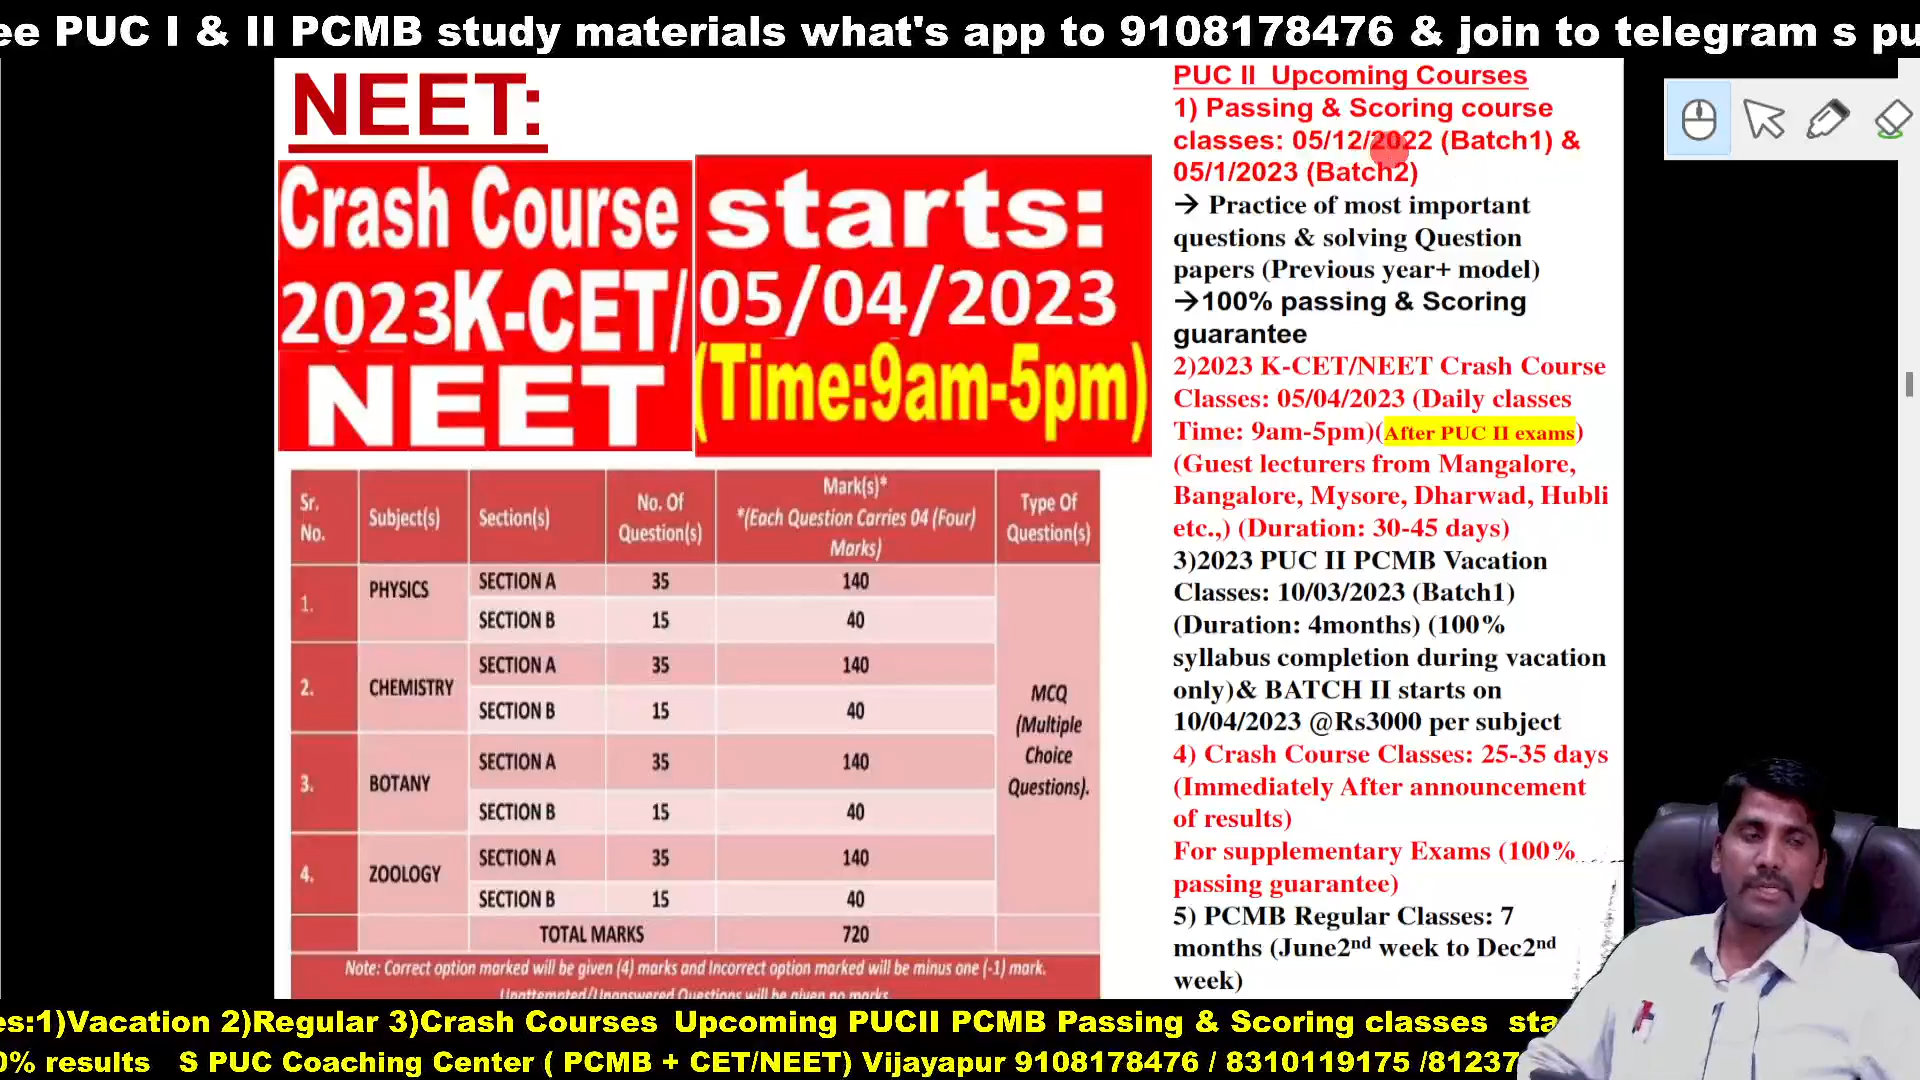 ee PUC I & II PCMB study materials what's app to 9108178476 & join to telegram s pu
NEET:
Crash Course
2023K-CET/
NEET
starts:
05/04/2023
(Time:9am-5pm)
Sr. No.
Subject(s)
Section(s)
No. Of Question(s)
Mark(s)*
*(Each Question Carries 04 (Four) Marks)
Type Of Question(s)
1. PHYSICS SECTION A 35 140
SECTION B 15 40
2. CHEMISTRY SECTION A 35 140
SECTION B 15 40
3. BOTANY SECTION A 35 140
SECTION B 15 40
4. ZOOLOGY SECTION A 35 140
SECTION B 15 40
MCQ
(Multiple
Choice
Questions).
TOTAL MARKS 720
Note: Correct option marked will be given (4) marks and Incorrect option marked will be minus one (-1) mark.
Unattempted/Unanswered Questions will be given no marks
PUC II Upcoming Courses
1) Passing & Scoring course
classes: 05/12/2022 (Batch1) &
05/1/2023 (Batch2)
→ Practice of most important
questions & solving Question
papers (Previous year+ model)
→100% passing & Scoring
guarantee
2)2023 K-CET/NEET Crash Course
Classes: 05/04/2023 (Daily classes
Time: 9am-5pm)(After PUC II exams)
(Guest lecturers from Mangalore,
Bangalore, Mysore, Dharwad, Hubli
etc.,) (Duration: 30-45 days)
3)2023 PUC II PCMB Vacation
Classes: 10/03/2023 (Batch1)
(Duration: 4months) (100%
syllabus completion during vacation
only)& BATCH II starts on
10/04/2023 @Rs3000 per subject
4) Crash Course Classes: 25-35 days
(Immediately After announcement
of results)
For supplementary Exams (100%
passing guarantee)
5) PCMB Regular Classes: 7
months (June2nd week to Dec2nd
week)
es:1)Vacation 2)Regular 3)Crash Courses Upcoming PUCII PCMB Passing & Scoring classes sta
0% results S PUC Coaching Center ( PCMB + CET/NEET) Vijayapur 9108178476 / 8310119175 /81237